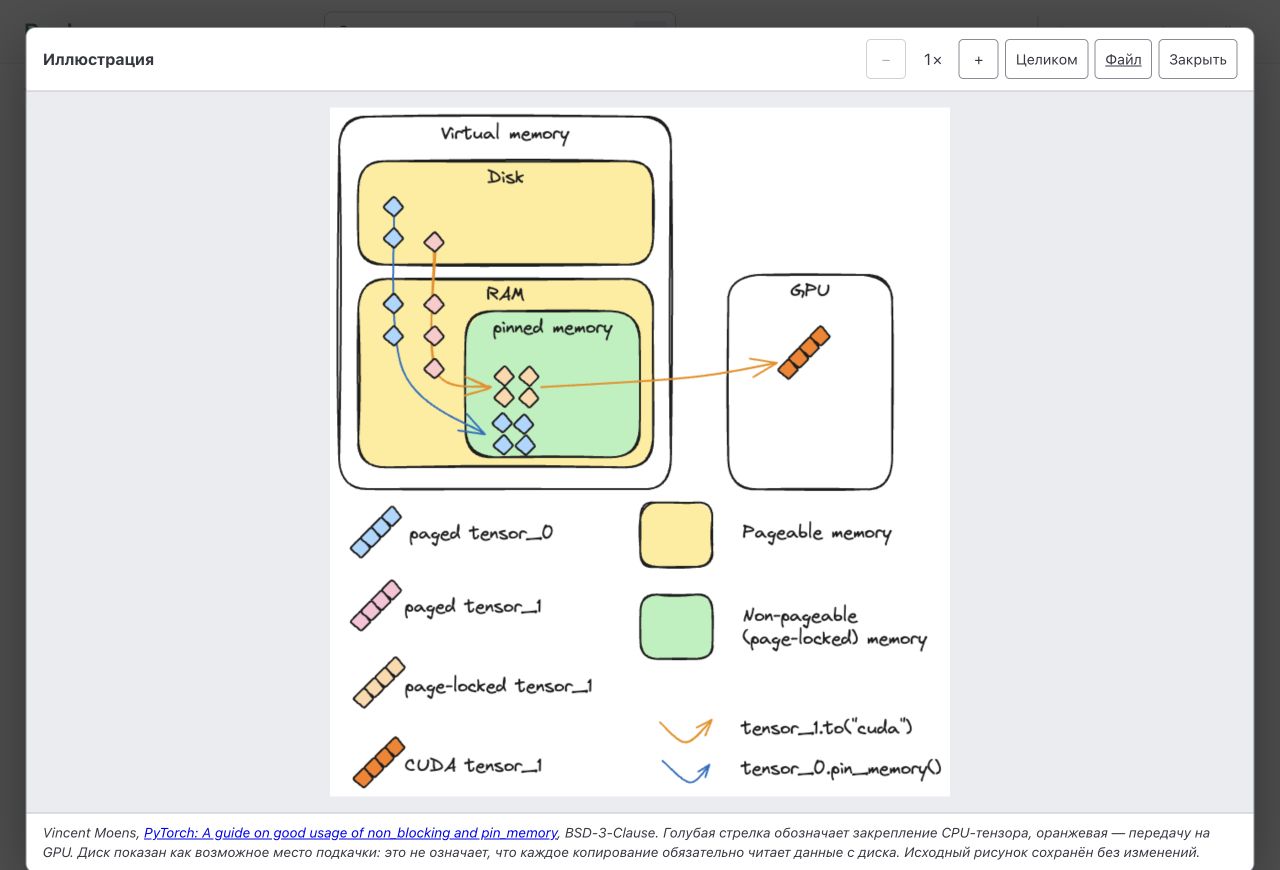 Иллюстрация
−
1×
+
Целиком
Файл
Закрыть
Virtual memory
Disk
RAM
pinned memory
GPU
paged tensor_0
paged tensor_1
page-locked tensor_1
CUDA tensor_1
Pageable memory
Non-pageable
(page-locked) memory
tensor_1.to("cuda")
tensor_0.pin_memory()
Vincent Moens, PyTorch: A guide on good usage of non_blocking and pin_memory, BSD-3-Clause. Голубая стрелка обозначает закрепление CPU-тензора, оранжевая — передачу на
GPU. Диск показан как возможное место подкачки: это не означает, что каждое копирование обязательно читает данные с диска. Исходный рисунок сохранён без изменений.